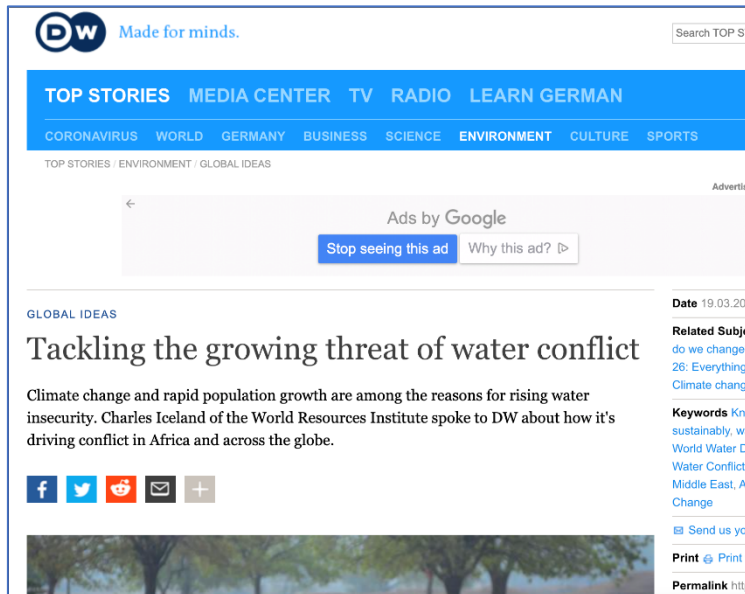 DW Made for minds.
Search TOP
TOP STORIES MEDIA CENTER TV RADIO LEARN GERMAN
CORONAVIRUS WORLD GERMANY BUSINESS SCIENCE ENVIRONMENT CULTURE SPORTS
TOP STORIES / ENVIRONMENT / GLOBAL IDEAS
Ads by Google
Stop seeing this ad Why this ad?
GLOBAL IDEAS
Tackling the growing threat of water conflict
Climate change and rapid population growth are among the reasons for rising water
insecurity. Charles Iceland of the World Resources Institute spoke to DW about how it's
driving conflict in Africa and across the globe.
Date 19.03.20
Related
do we change
26: Everything
Climate
Keywords
sustainably,
World Water
Water Conflict
Middle East,
Change
Send us
Print Print
Permalink